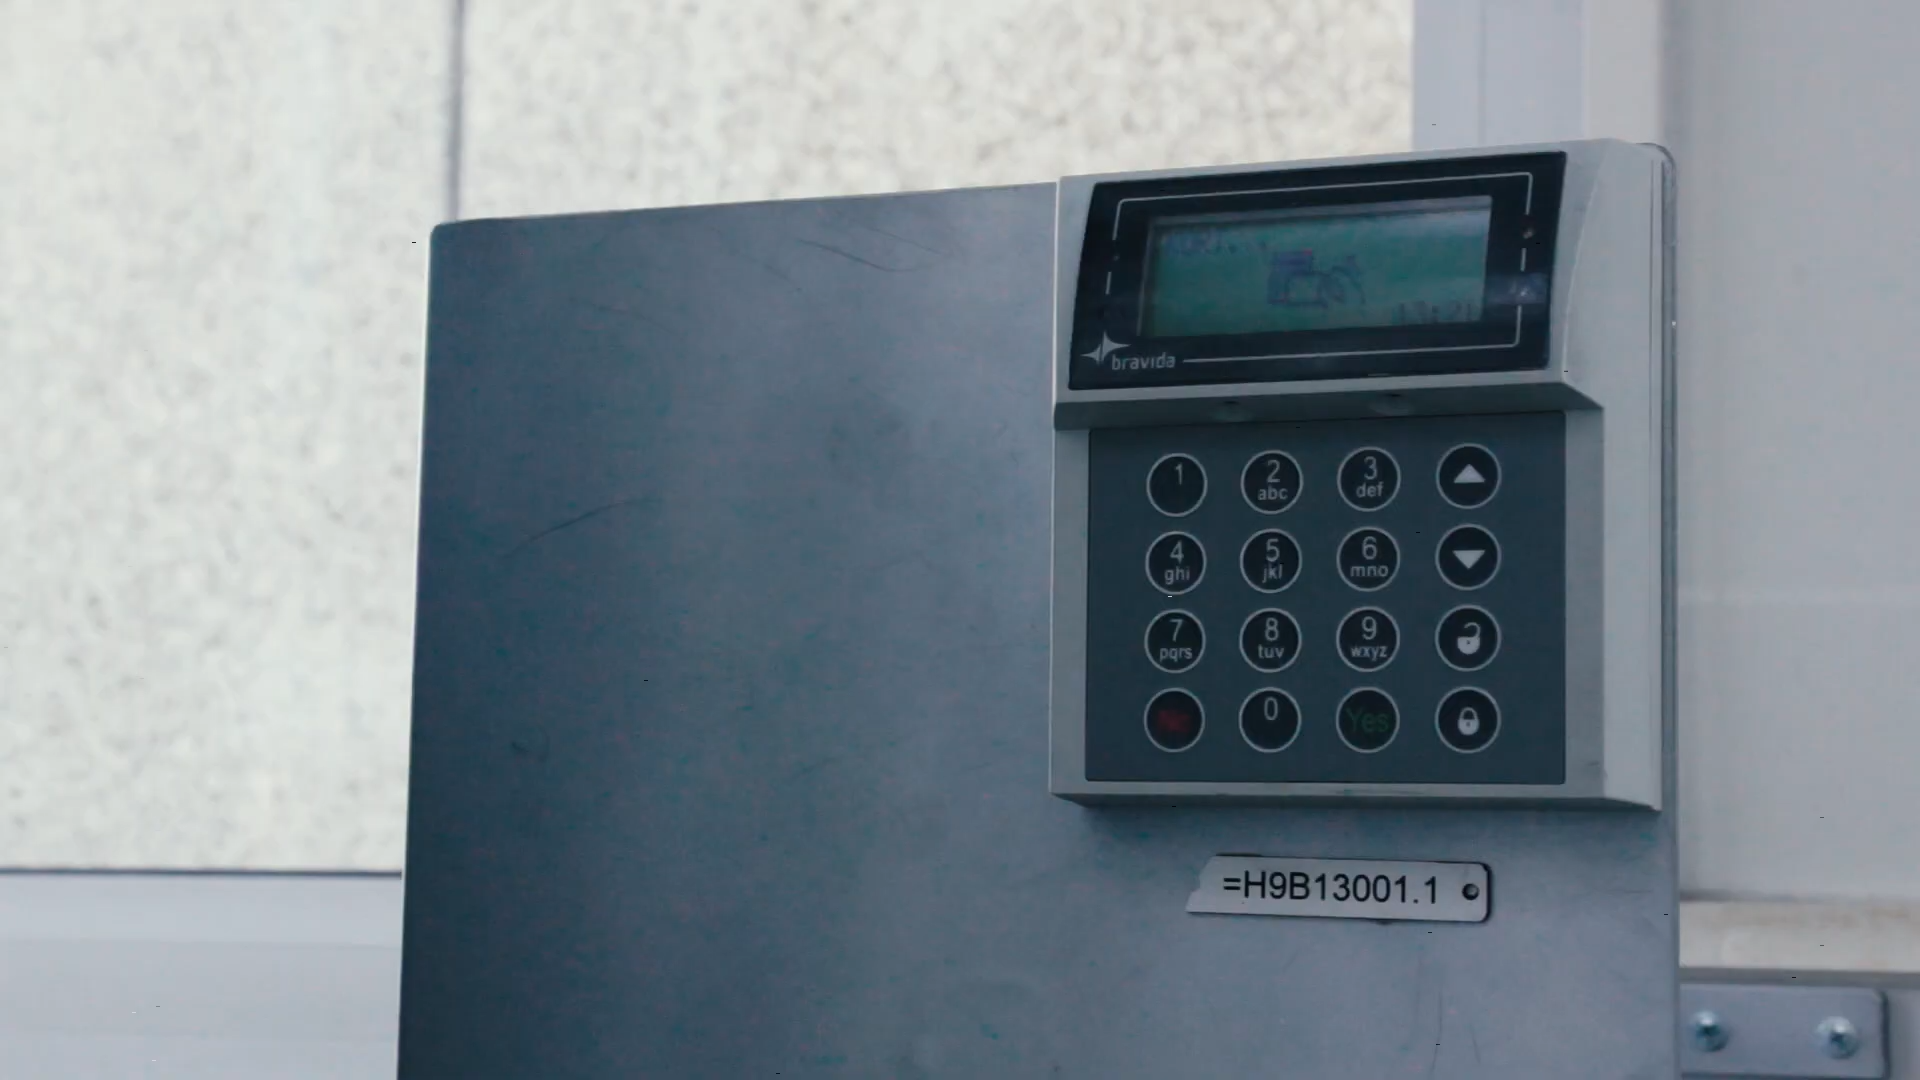 bravida
1
2
abc
3
def
4
ghi
5
jkl
6
mno
7
pqrs
8
tuv
9
wxyz
No
0
Yes
=H9B13001.1